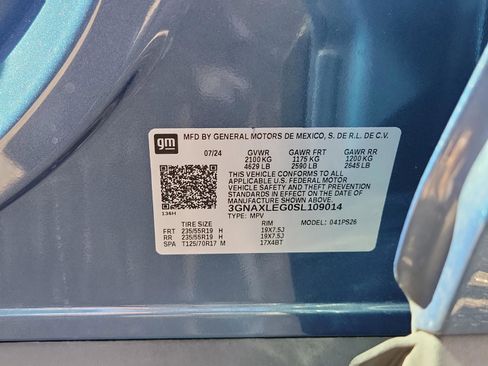 gm
MFD BY GENERAL MOTORS DE MEXICO, S. DE R.L. DE C.V.
07/24 GVWR GAWR FRT GAWR RR
2100 KG 1175 KG 1200 KG
4629 LB 2590 LB 2645 LB
THIS VEHICLE CONFORMS TO ALL
APPLICABLE U.S. FEDERAL MOTOR
VEHICLE SAFETY AND THEFT PREVENTION
STANDARDS IN EFFECT ON THE DATE OF
MANUFACTURE SHOWN ABOVE.
3GNAXLEG0SL109014
134H TYPE: MPV MODEL: 041PS26
TIRE SIZE RIM
FRT 235/55R19 H 19X7.5J
RR 235/55R19 H 19X7.5J
SPA T125/70R17 M 17X4BT